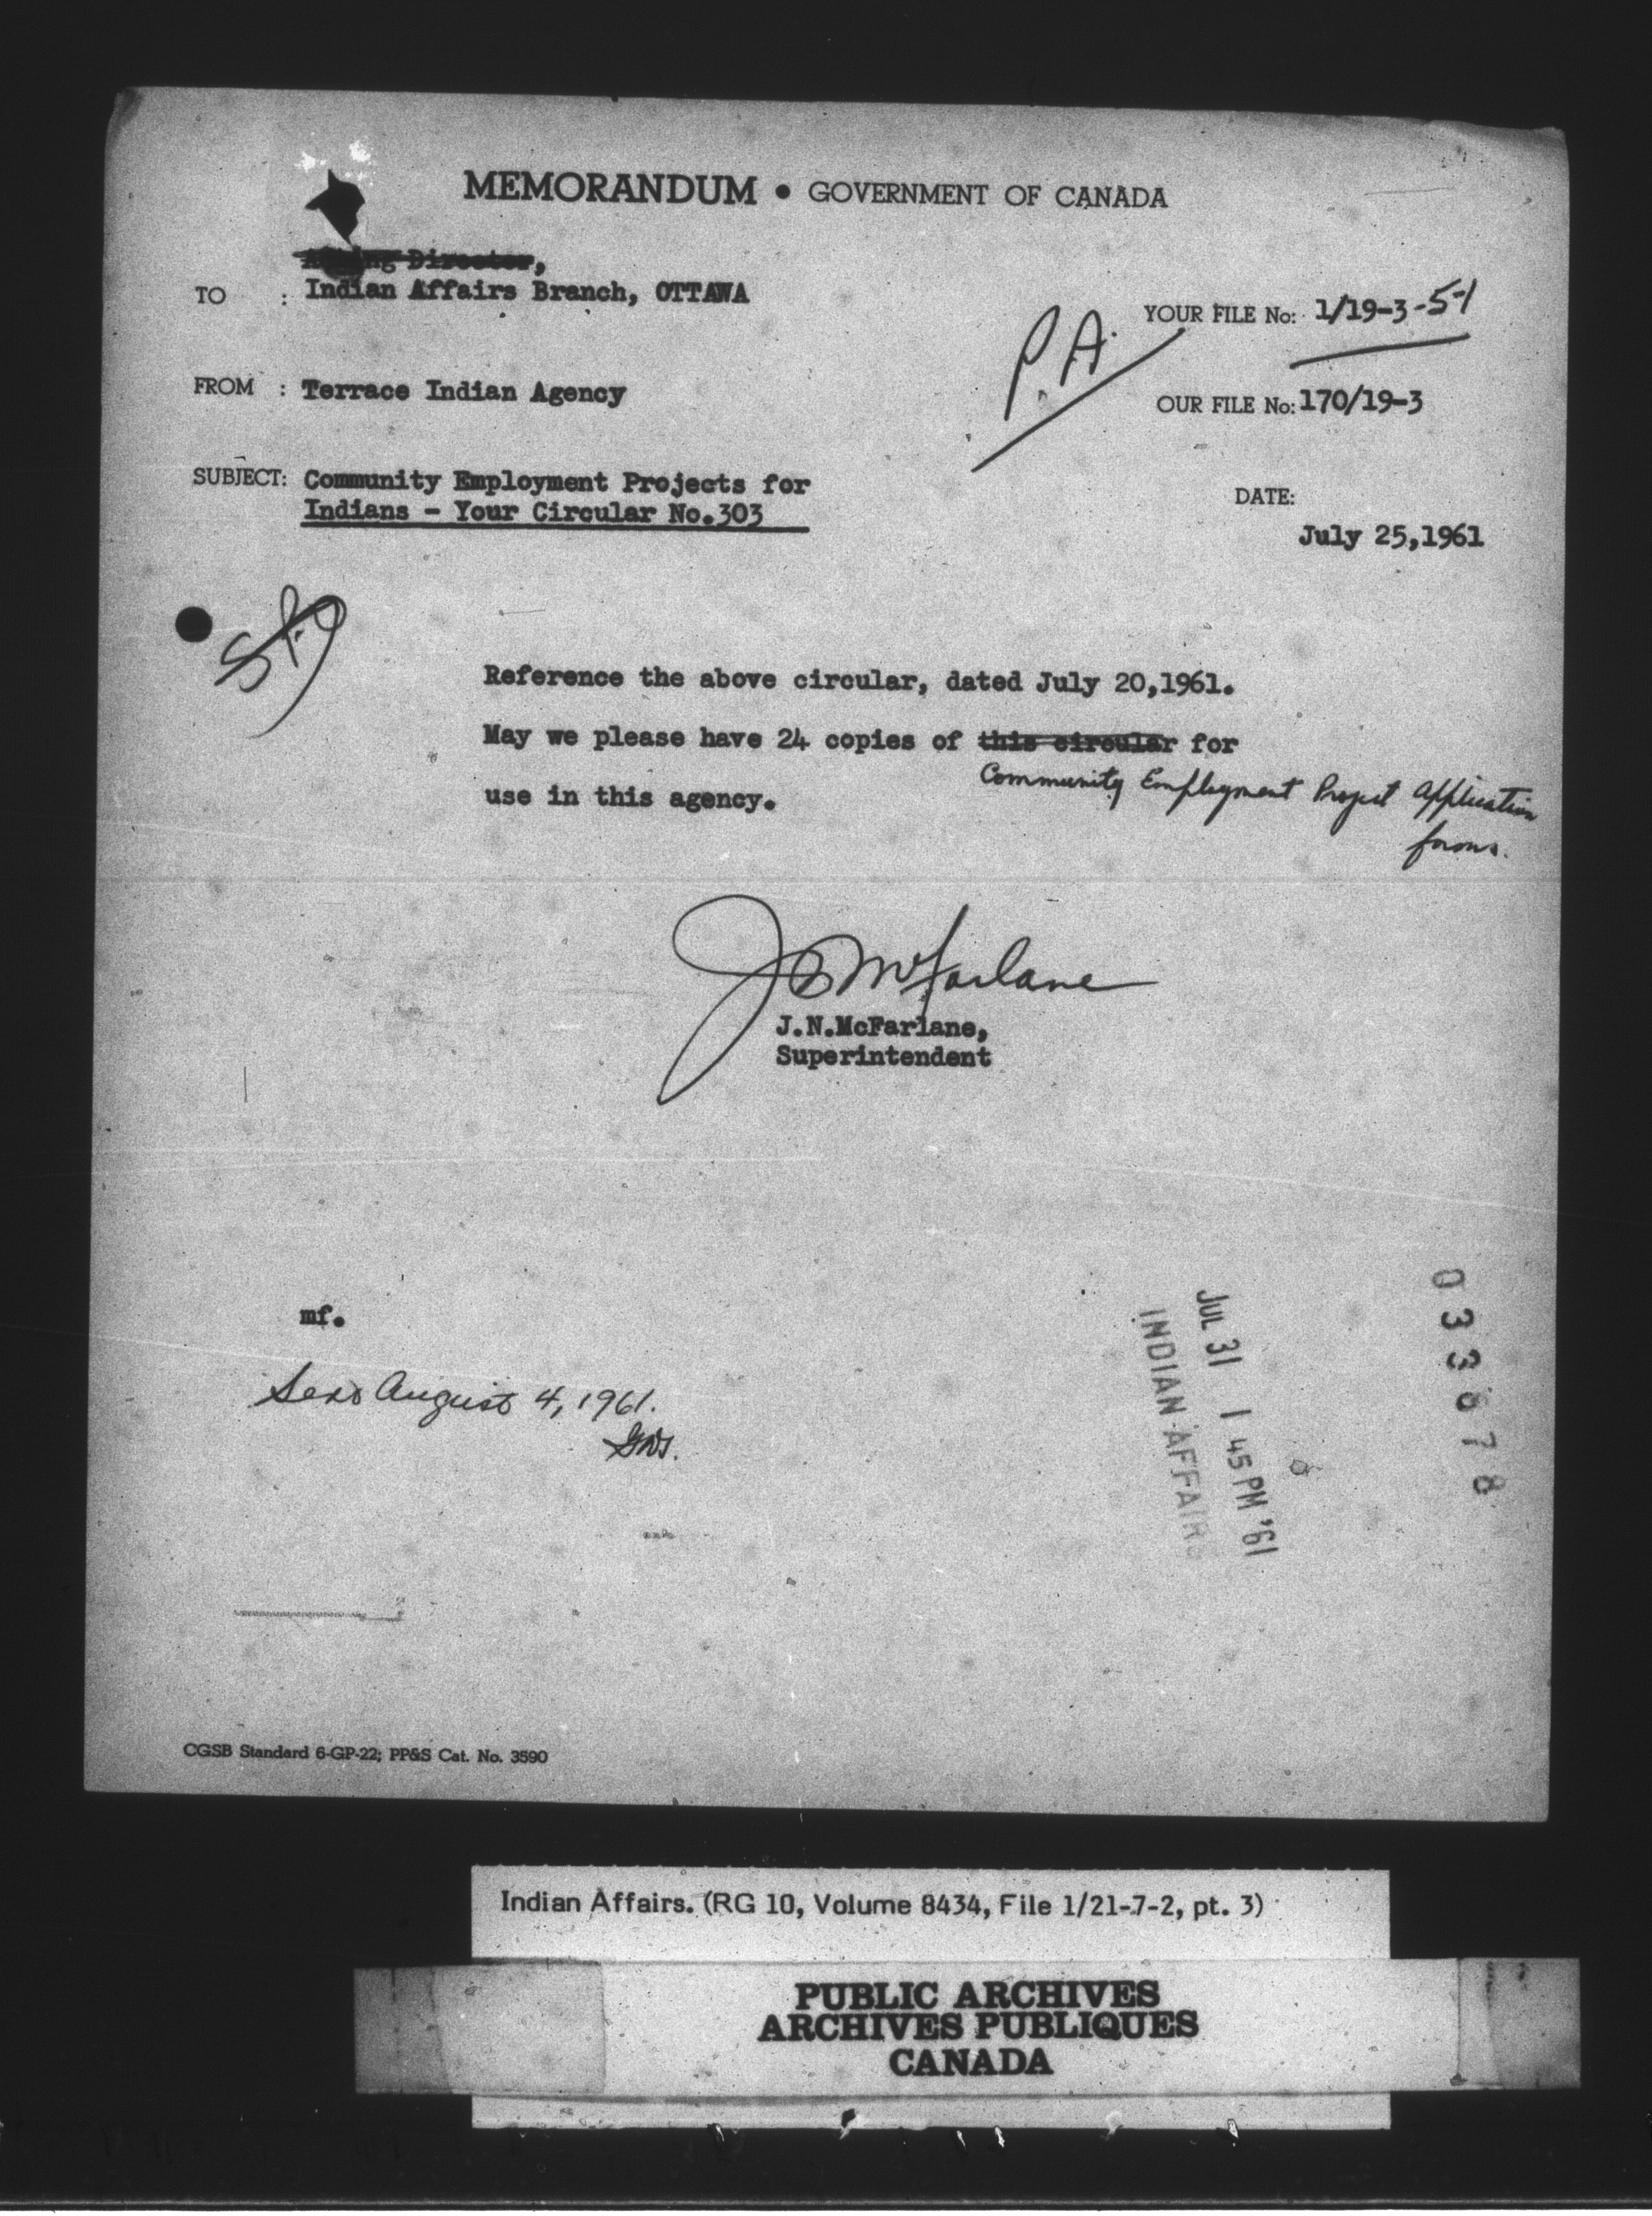 MEMORANDUM • GOVERNMENT OF CANADA
Acting Director,
TO : Indian Affairs Branch, OTTAWA
YOUR FILE No: 1/19-3-5-1
P.A.
FROM : Terrace Indian Agency
OUR FILE No: 170/19-3
SUBJECT: Community Employment Projects for
Indians - Your Circular No.303
DATE:
July 25,1961
Reference the above circular, dated July 20,1961.
May we please have 24 copies of this circular for
Community Employment Project Application
forms.
use in this agency.
J.N.McFarlane,
Superintendent
mf.
Sent August 4, 1961.
JUL 31 1 45 PM '61
INDIAN AFFAIRS
033678
CGSB Standard 6-GP-22; PP&S Cat. No. 3590
Indian Affairs. (RG 10, Volume 8434, File 1/21-7-2, pt. 3)
PUBLIC ARCHIVES
ARCHIVES PUBLIQUES
CANADA